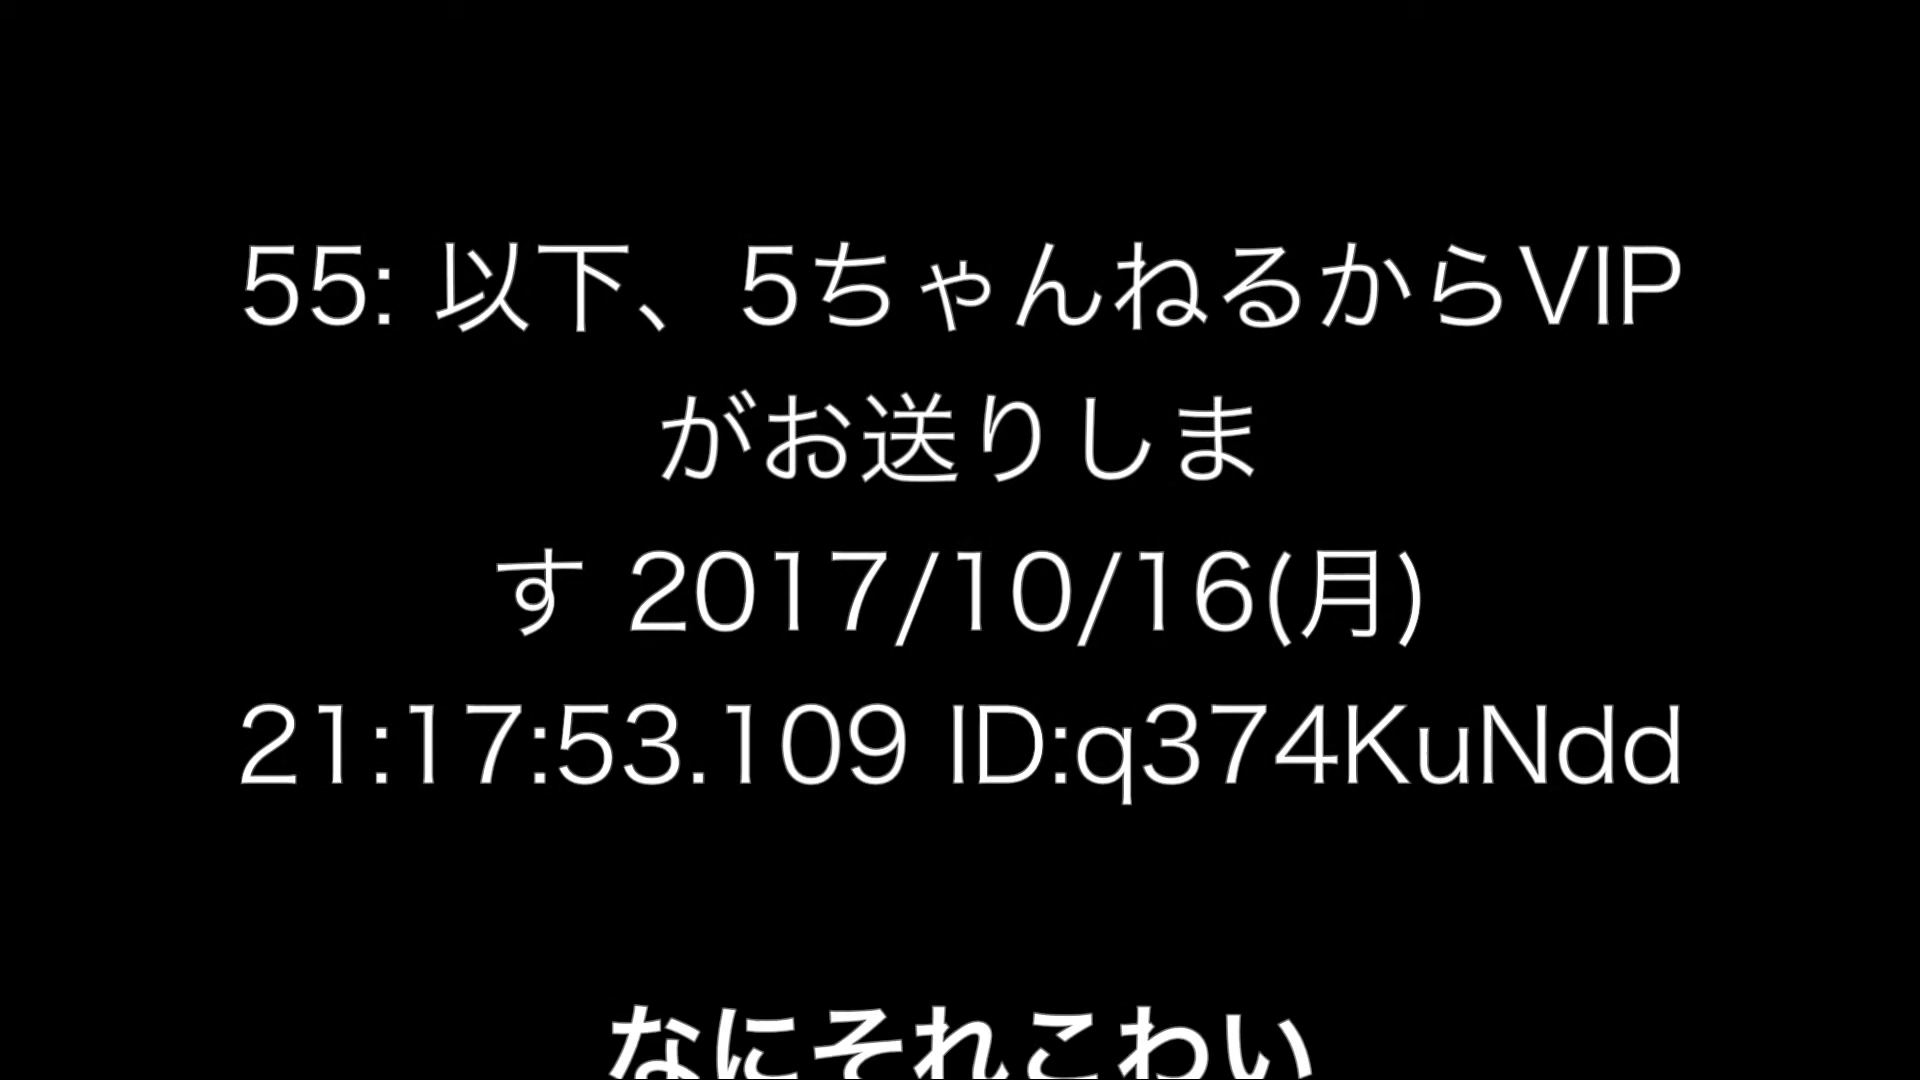 55: 以下、5ちゃんねるからVIP
がお送りしま
す 2017/10/16(月)
21:17:53.109 ID:q374KuNdd
なにそれこわい